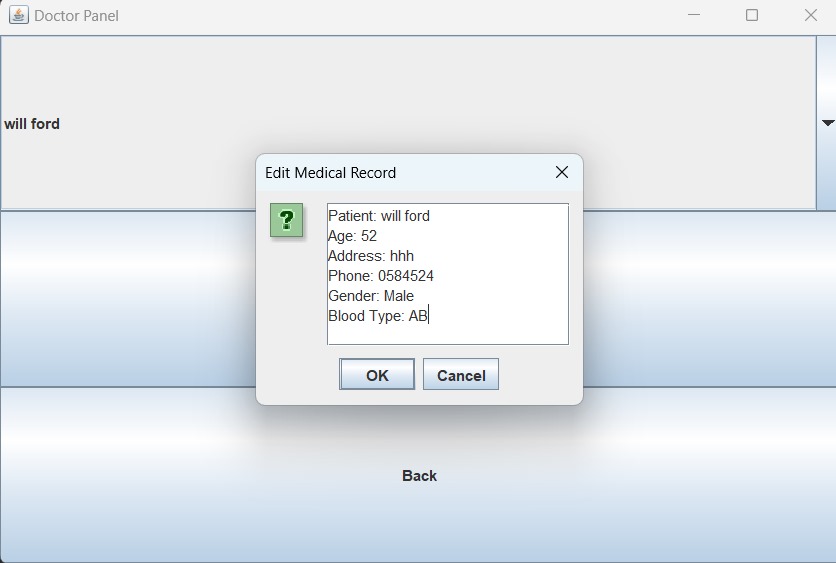 Doctor Panel
will ford
Edit Medical Record
Patient: will ford
Age: 52
Address: hhh
Phone: 0584524
Gender: Male
Blood Type: AB
OK
Cancel
Back